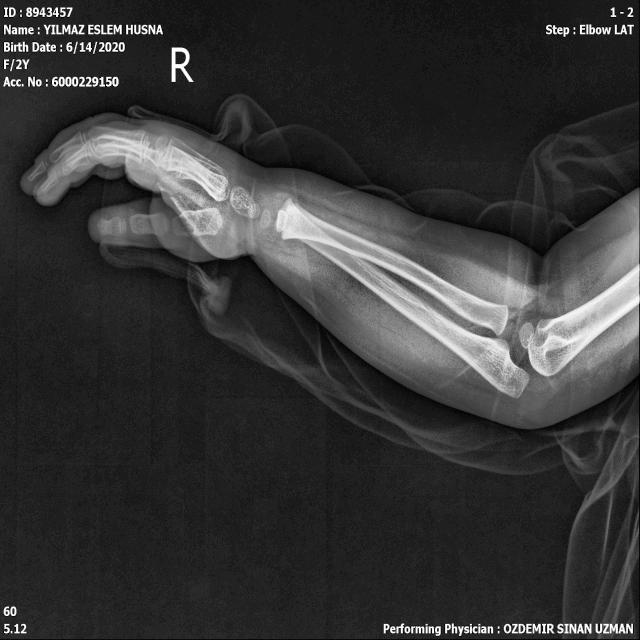 ID : 8943457
Name : YILMAZ ESLEM HUSNA
Birth Date : 6/14/2020
F/2Y
Acc. No : 6000229150
R
1 - 2
Step : Elbow LAT
60
5.12
Performing Physician : OZDEMIR SINAN UZMAN